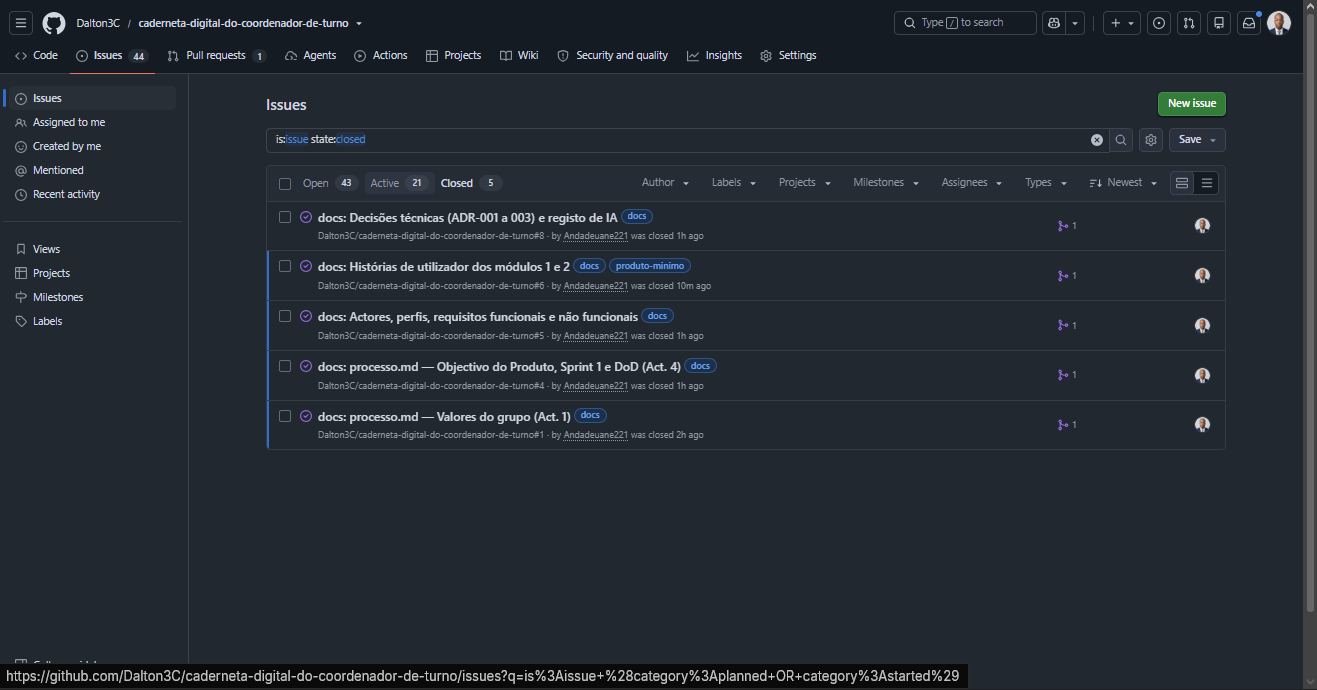 Dalton3C / caderneta-digital-do-coordenador-de-turno
Type / to search
Code Issues 44 Pull requests 1 Agents Actions Projects Wiki Security and quality Insights Settings
Issues
Assigned to me
Created by me
Mentioned
Recent activity
Views
Projects
Milestones
Labels
Issues
New issue
is:issue state:closed
Save
Open 43 Active 21 Closed 5 Author Labels Projects Milestones Assignees Types Newest
docs: Decisões técnicas (ADR-001 a 003) e registo de IA docs
Dalton3C/caderneta-digital-do-coordenador-de-turno#8 · by Andadeuane221 was closed 1h ago
1
docs: Histórias de utilizador dos módulos 1 e 2 docs produto-minimo
Dalton3C/caderneta-digital-do-coordenador-de-turno#6 · by Andadeuane221 was closed 10m ago
1
docs: Actores, perfis, requisitos funcionais e não funcionais docs
Dalton3C/caderneta-digital-do-coordenador-de-turno#5 · by Andadeuane221 was closed 1h ago
1
docs: processo.md — Objectivo do Produto, Sprint 1 e DoD (Act. 4) docs
Dalton3C/caderneta-digital-do-coordenador-de-turno#4 · by Andadeuane221 was closed 1h ago
1
docs: processo.md — Valores do grupo (Act. 1) docs
Dalton3C/caderneta-digital-do-coordenador-de-turno#1 · by Andadeuane221 was closed 2h ago
1
https://github.com/Dalton3C/caderneta-digital-do-coordenador-de-turno/issues?q=is%3Aissue+%28category%3Aplanned+OR+category%3Astarted%29